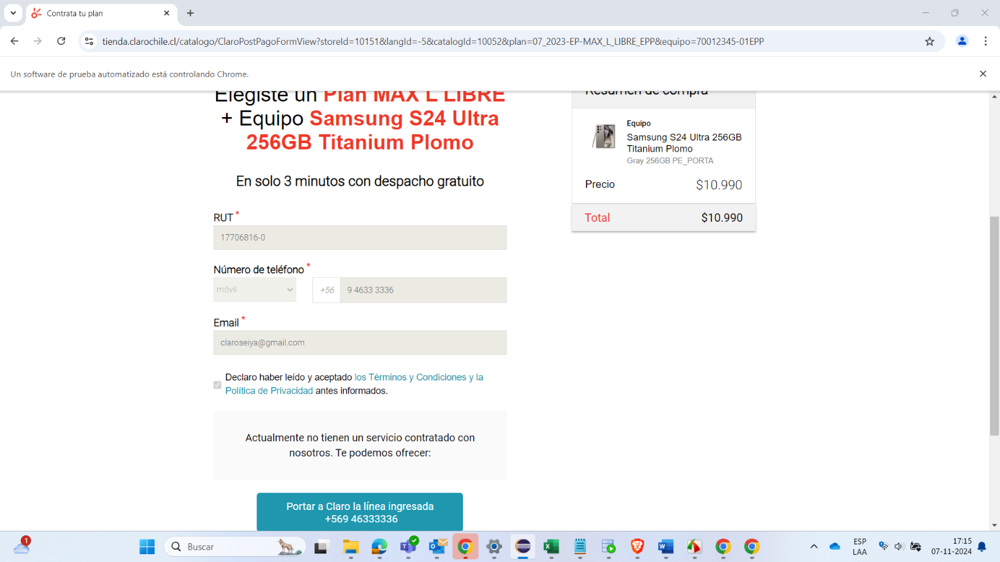 Contrata tu plan
tienda.clarochile.cl/catalogo/ClaroPostPagoFormView?storeId=10151&langId=-5&catalogId=10052&plan=07_2023-EP-MAX_L_LIBRE_EPP&equipo=70012345-01EPP
Un software de prueba automatizado está controlando Chrome.
Elegiste un Plan MAX L LIBRE
+ Equipo Samsung S24 Ultra
256GB Titanium Plomo
En solo 3 minutos con despacho gratuito
RUT *
17706816-0
Número de teléfono *
móvil
+56
9 4633 3336
Email *
claroseiya@gmail.com
Declaro haber leído y aceptado los Términos y Condiciones y la
Política de Privacidad antes informados.
Actualmente no tienen un servicio contratado con
nosotros. Te podemos ofrecer:
Portar a Claro la línea ingresada
+569 46333336
Resumen de compra
Equipo
Samsung S24 Ultra 256GB
Titanium Plomo
Gray 256GB PE_PORTA
Precio $10.990
Total $10.990
1
Buscar
ESP
LAA
17:15
07-11-2024